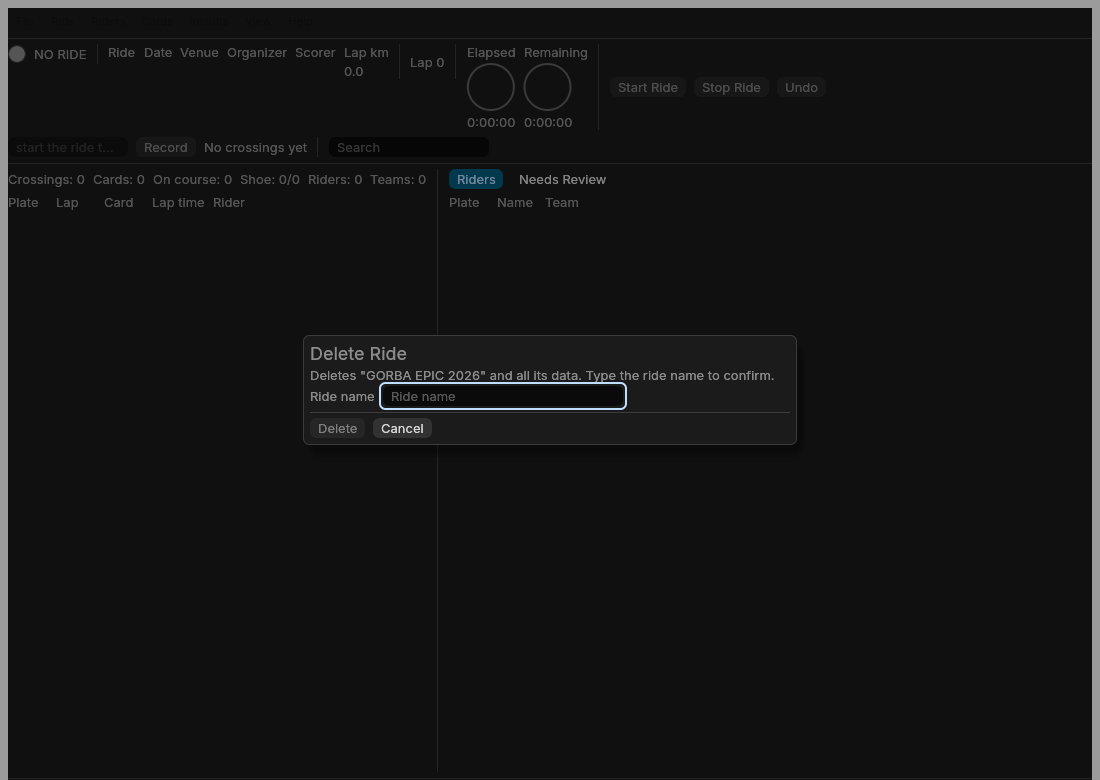 NO RIDE Ride Date Venue Organizer Scorer Lap km Elapsed Remaining
0.0 Lap 0 Start Ride Stop Ride Undo
0:00:00 0:00:00
start the ride t... Record No crossings yet Search
Crossings: 0 Cards: 0 On course: 0 Shoe: 0/0 Riders: 0 Teams: 0 Riders Needs Review
Plate Lap Card Lap time Rider Plate Name Team
Delete Ride
Deletes "GORBA EPIC 2026" and all its data. Type the ride name to confirm.
Ride name Ride name
Delete Cancel